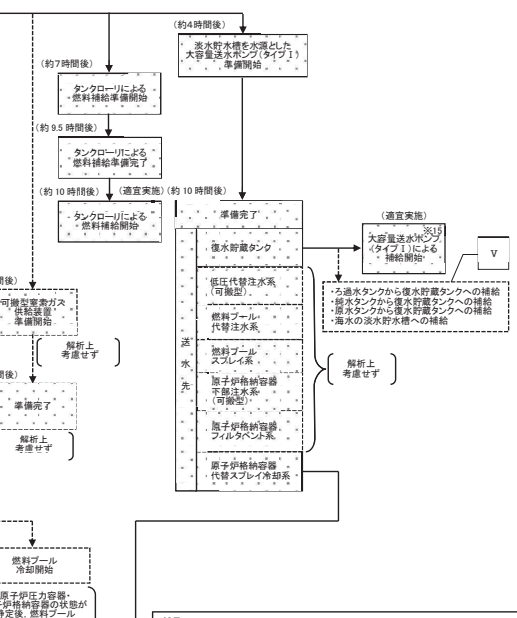 (約4時間後)
淡水貯水槽を水源とした
大容量送水ポンプ(タイプⅠ)
準備開始
(約7時間後)
タンクローリによる
燃料補給準備開始
(約 9.5 時間後)
タンクローリによる
燃料補給準備完了
(約 10 時間後)
タンクローリによる
燃料補給開始
(適宜実施)(約 10 時間後)
準備完了
送水先
復水貯蔵タンク
低圧代替注水系
(可搬型)
燃料プール
代替注水系
燃料プール
スプレイ系
原子炉格納容器
下部注水系
(可搬型)
原子炉格納容器
フィルタベント系
原子炉格納容器
代替スプレイ冷却系
解析上
考慮せず
(適宜実施)
※15
大容量送水ポンプ
(タイプⅠ)による
補給開始
Ⅴ
・ろ過水タンクから復水貯蔵タンクへの補給
・純水タンクから復水貯蔵タンクへの補給
・原水タンクから復水貯蔵タンクへの補給
・海水の淡水貯水槽への補給
間後)
可搬型窒素ガス
供給装置
準備開始
解析上
考慮せず
間後)
準備完了
解析上
考慮せず
燃料プール
冷却開始
原子炉圧力容器・
子炉格納容器の状態が
静定後，燃料プール